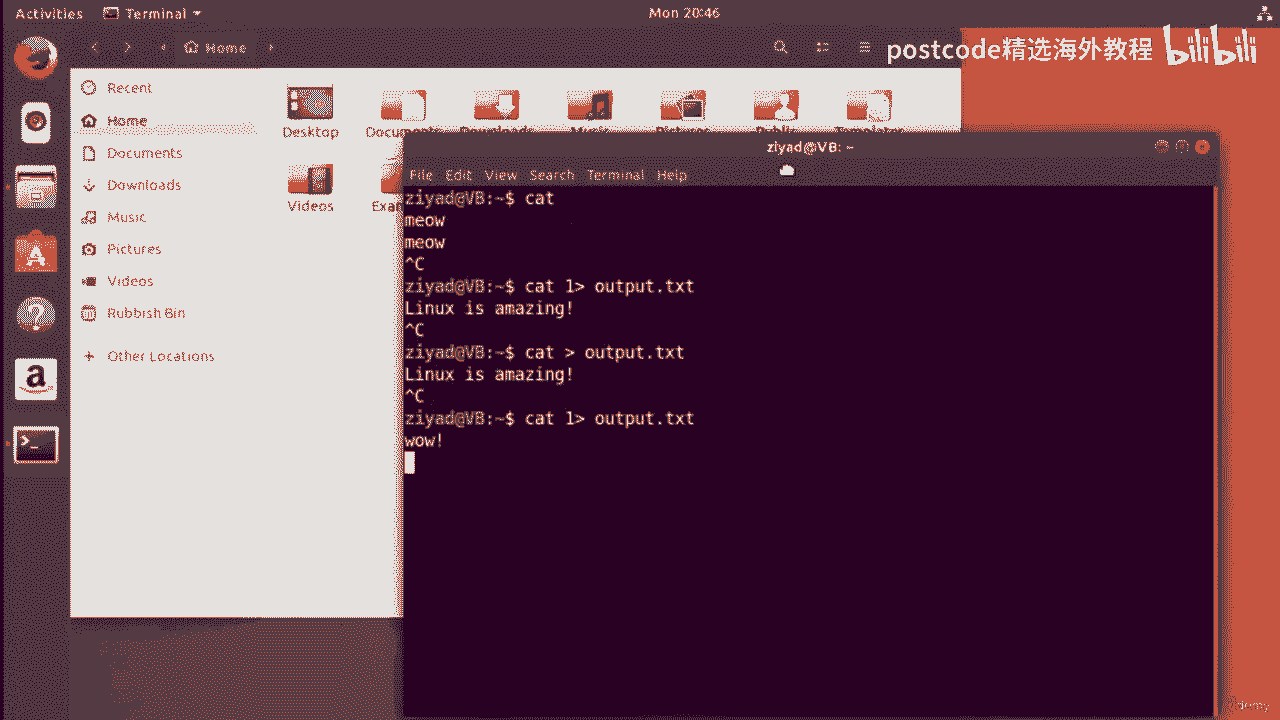 Activities
Terminal
Mon 20:46
Home
postcode精选海外教程 bilibili
Recent
Home
Documents
Downloads
Music
Pictures
Videos
Rubbish Bin
Other Locations
Desktop
Documents
Downloads
Music
Pictures
Public
Templates
Videos
Exam
ziyad@VB: ~
File Edit View Search Terminal Help
ziyad@VB:~$ cat
meow
meow
^C
ziyad@VB:~$ cat 1> output.txt
Linux is amazing!
^C
ziyad@VB:~$ cat > output.txt
Linux is amazing!
^C
ziyad@VB:~$ cat 1> output.txt
wow!
a
demy